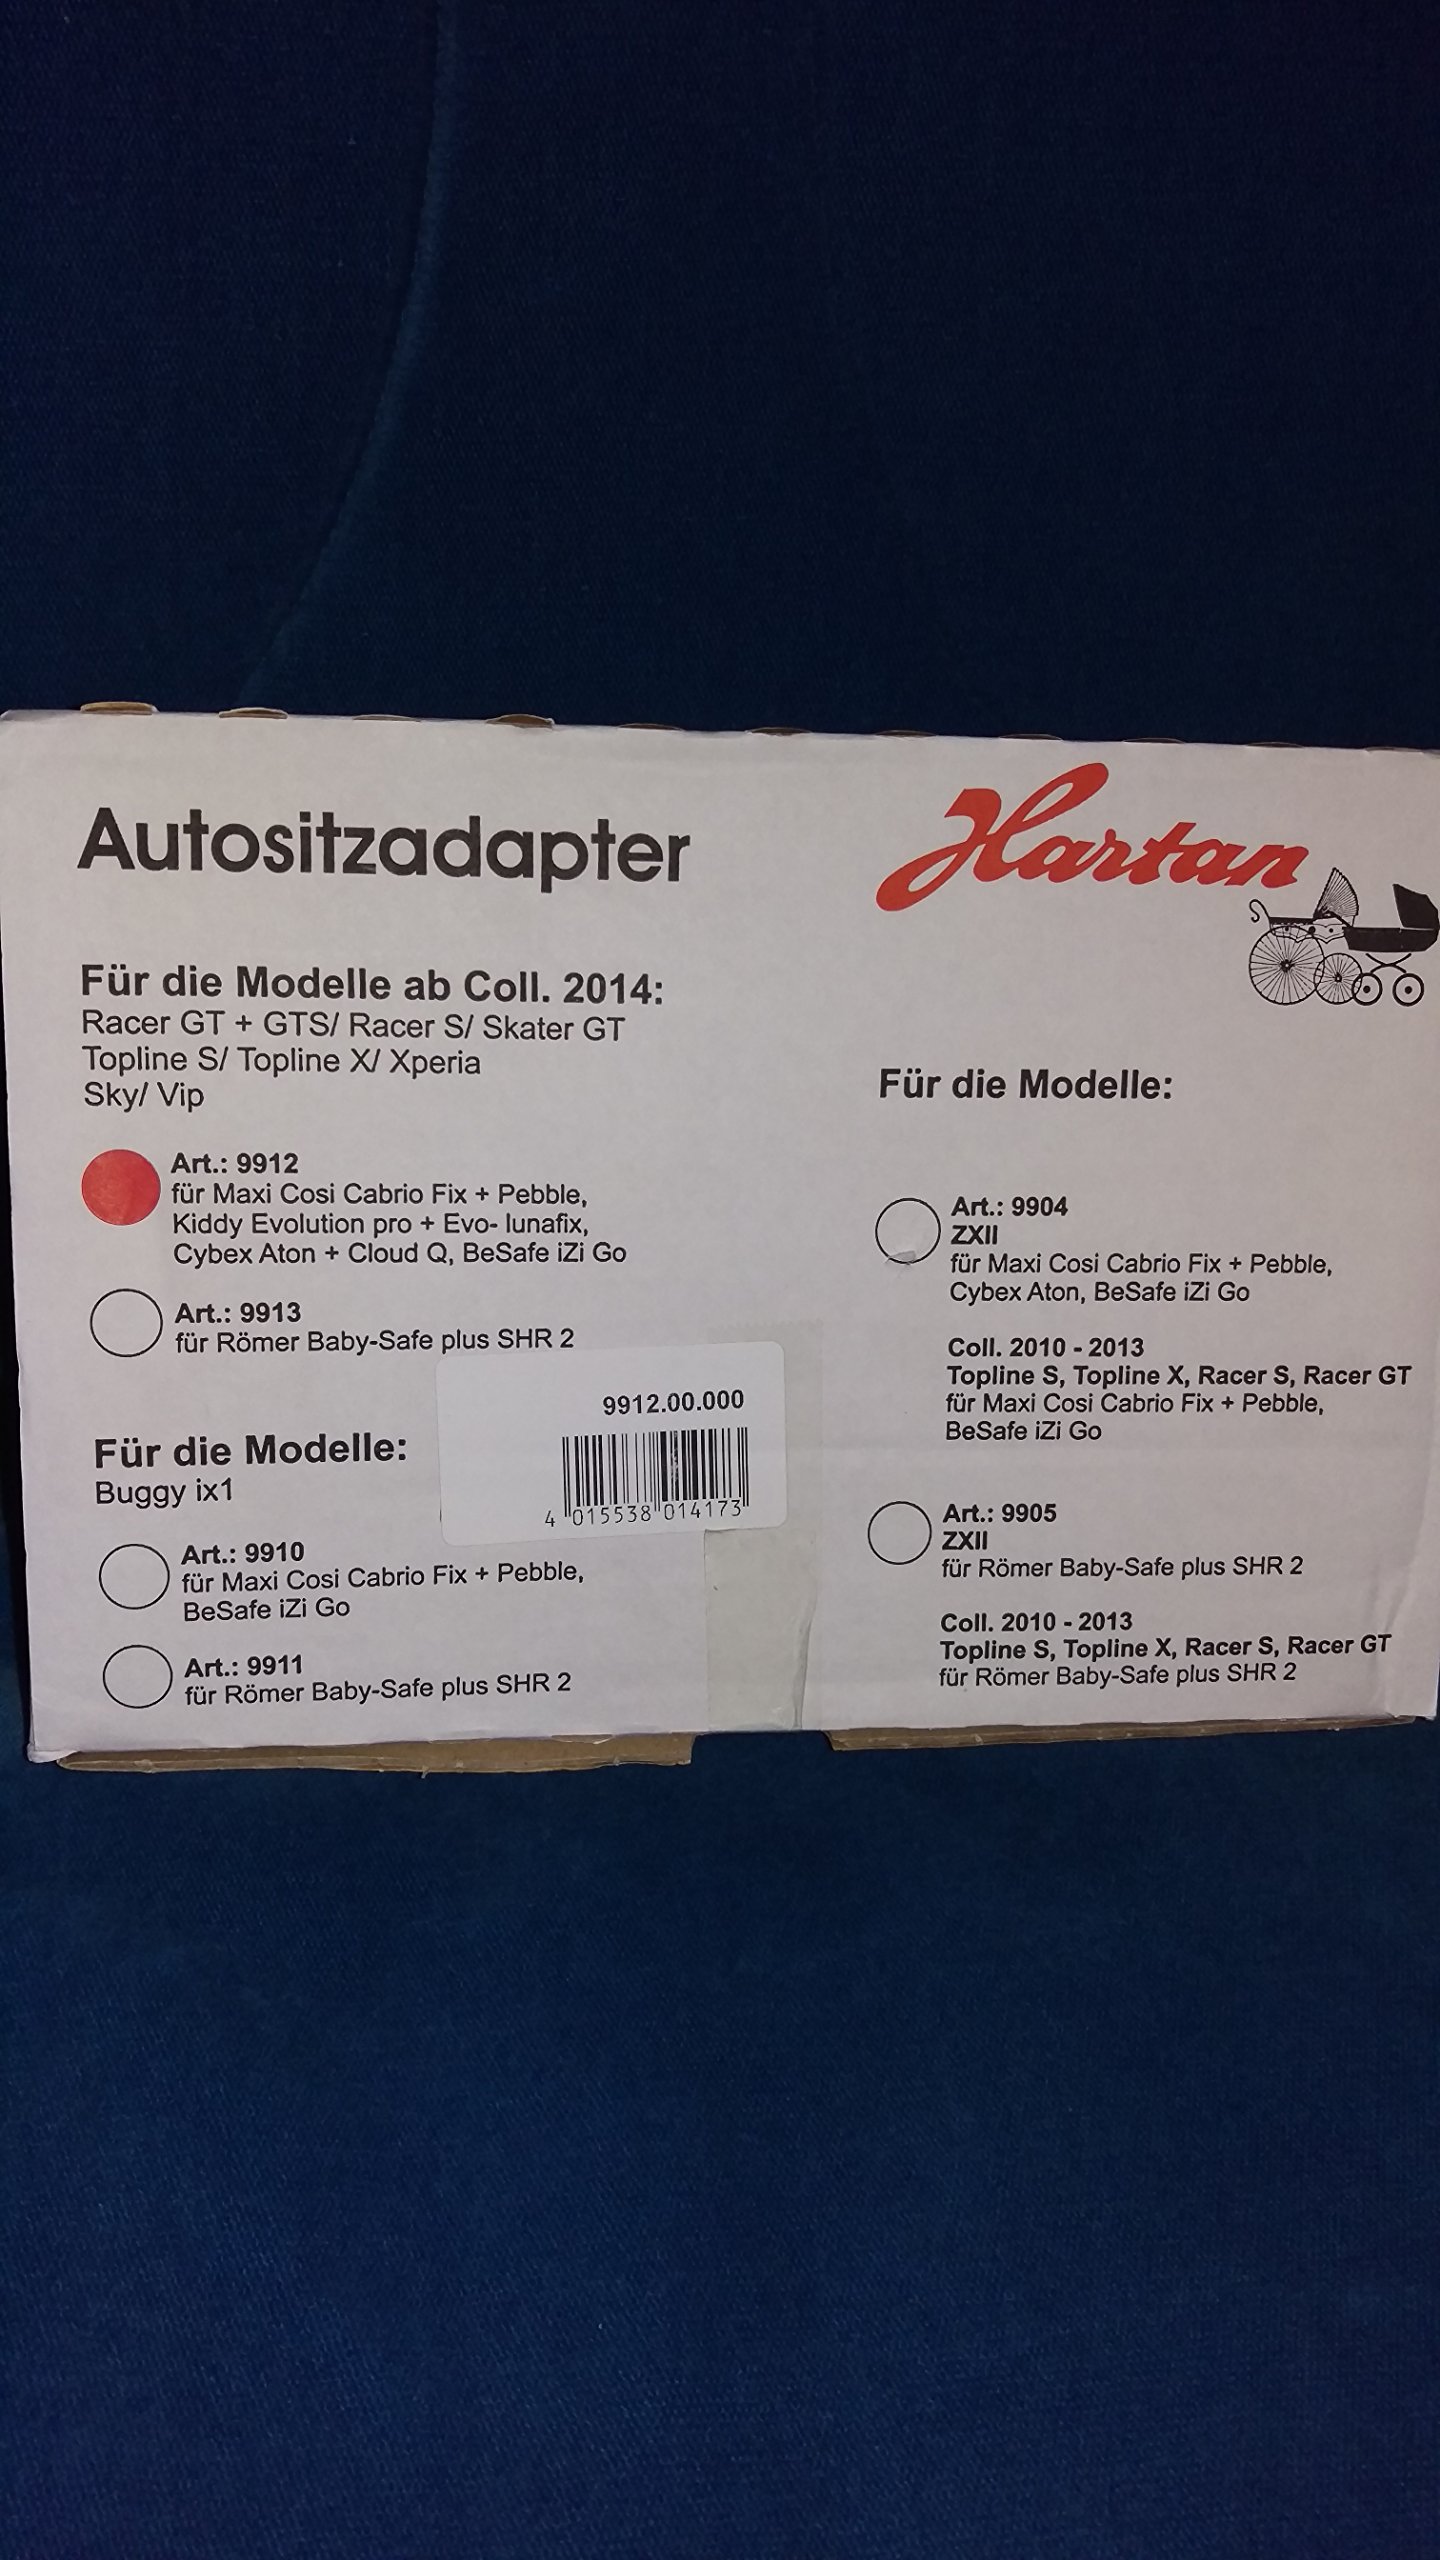 Autositzadapter
Hartan
Für die Modelle ab Coll. 2014:
Racer GT + GTS/ Racer S/ Skater GT
Topline S/ Topline X/ Xperia
Sky/ Vip
Art.: 9912
für Maxi Cosi Cabrio Fix + Pebble,
Kiddy Evolution pro + Evo- lunafix,
Cybex Aton + Cloud Q, BeSafe iZi Go
Art.: 9913
für Römer Baby-Safe plus SHR 2
9912.00.000
4 015538 014173
Für die Modelle:
Buggy ix1
Art.: 9910
für Maxi Cosi Cabrio Fix + Pebble,
BeSafe iZi Go
Art.: 9911
für Römer Baby-Safe plus SHR 2
Für die Modelle:
Art.: 9904
ZXII
für Maxi Cosi Cabrio Fix + Pebble,
Cybex Aton, BeSafe iZi Go
Coll. 2010 - 2013
Topline S, Topline X, Racer S, Racer GT
für Maxi Cosi Cabrio Fix + Pebble,
BeSafe iZi Go
Art.: 9905
ZXII
für Römer Baby-Safe plus SHR 2
Coll. 2010 - 2013
Topline S, Topline X, Racer S, Racer GT
für Römer Baby-Safe plus SHR 2